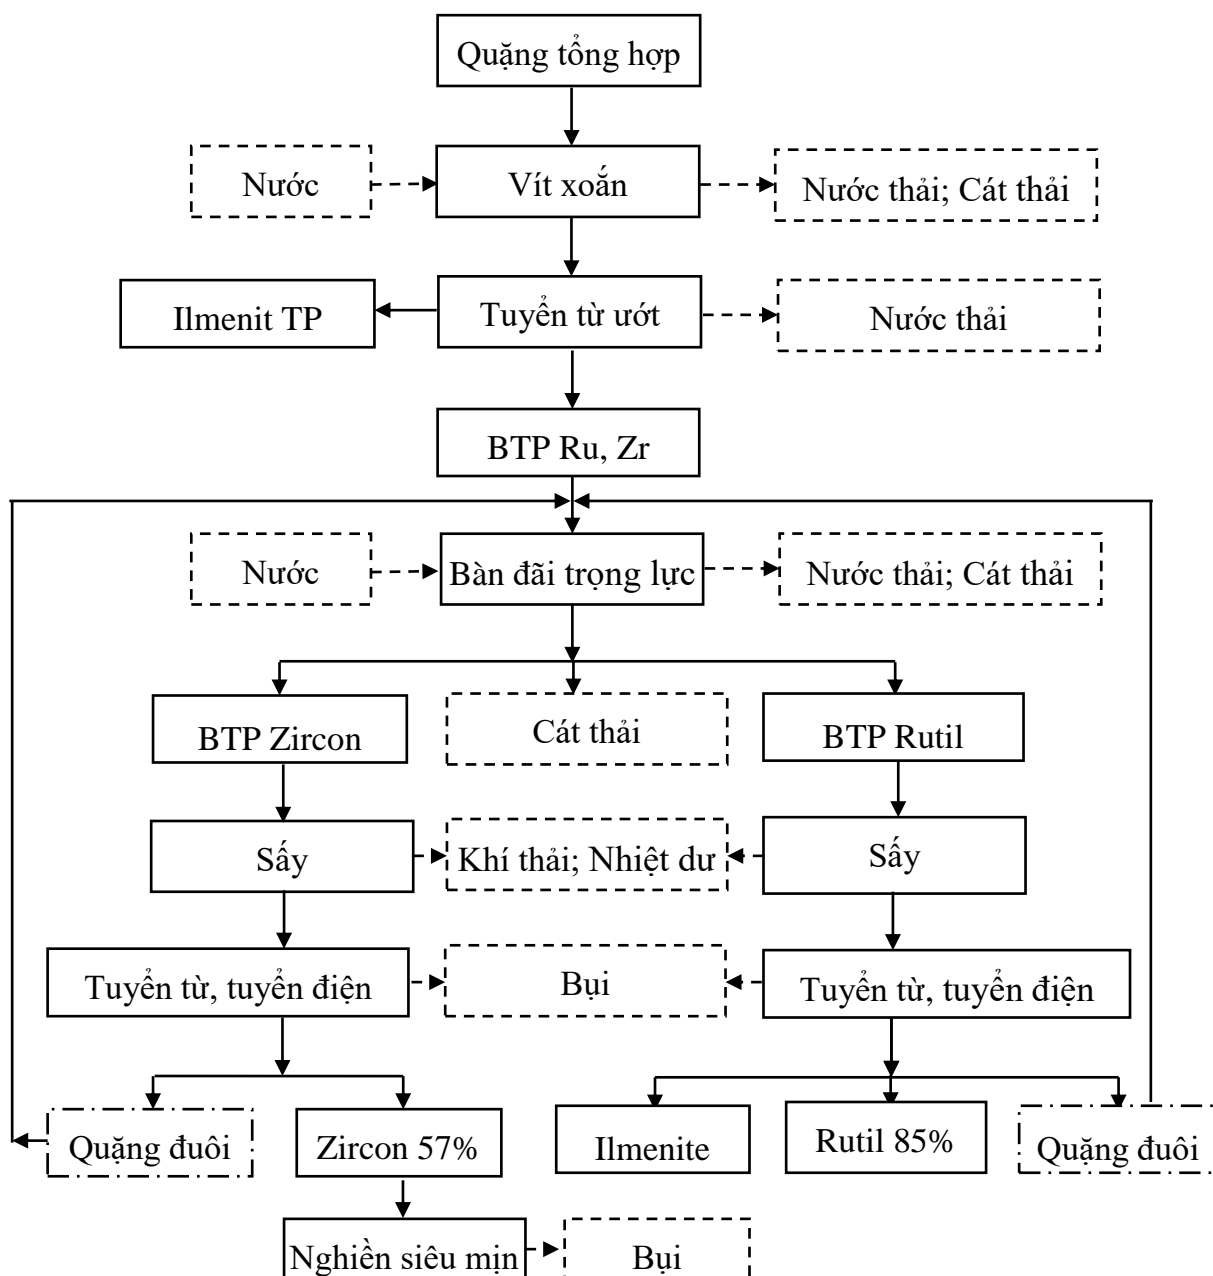 Quặng tổng hợp
Nước
Vít xoắn
Nước thải; Cát thải
Ilmenit TP
Tuyển từ ướt
Nước thải
BTP Ru, Zr
Nước
Bàn đãi trọng lực
Nước thải; Cát thải
BTP Zircon
Cát thải
BTP Rutil
Sấy
Khí thải; Nhiệt dư
Sấy
Tuyển từ, tuyển điện
Bụi
Tuyển từ, tuyển điện
Quặng đuôi
Zircon 57%
Ilmenite
Rutil 85%
Quặng đuôi
Nghiền siêu mịn
Bụi